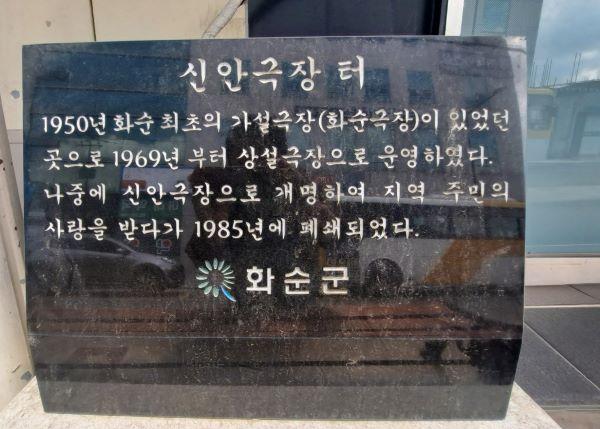 신안극장 터
1950년 화순 최초의 가설극장(화순극장)이 있었던
곳으로 1969년 부터 상설극장으로 운영하였다.
나중에 신안극장으로 개명하여 지역 주민의
사랑을 받다가 1985년에 폐쇄되었다.
화순군